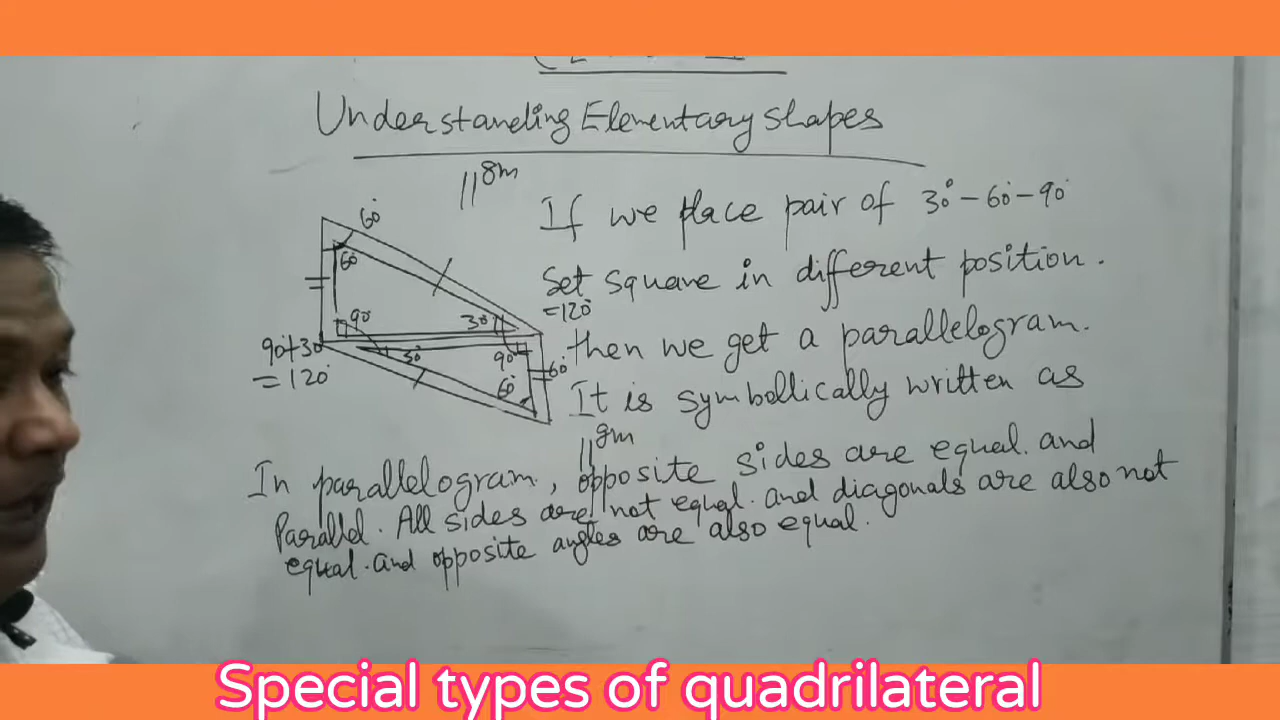 Understanding Elementary shapes
||gm
If we place pair of 30° - 60° - 90°
Set square in different position.
= 120°
then we get a parallelogram.
It is symbollically written as
||gm
60°
60°
90°
30°
90° + 30°
= 120°
30°
90°
60°
60°
In parallelogram, opposite sides are equal. and
Parallel. All sides are not equal. and diagonals are also not
equal. and opposite angles are also equal.
Special types of quadrilateral